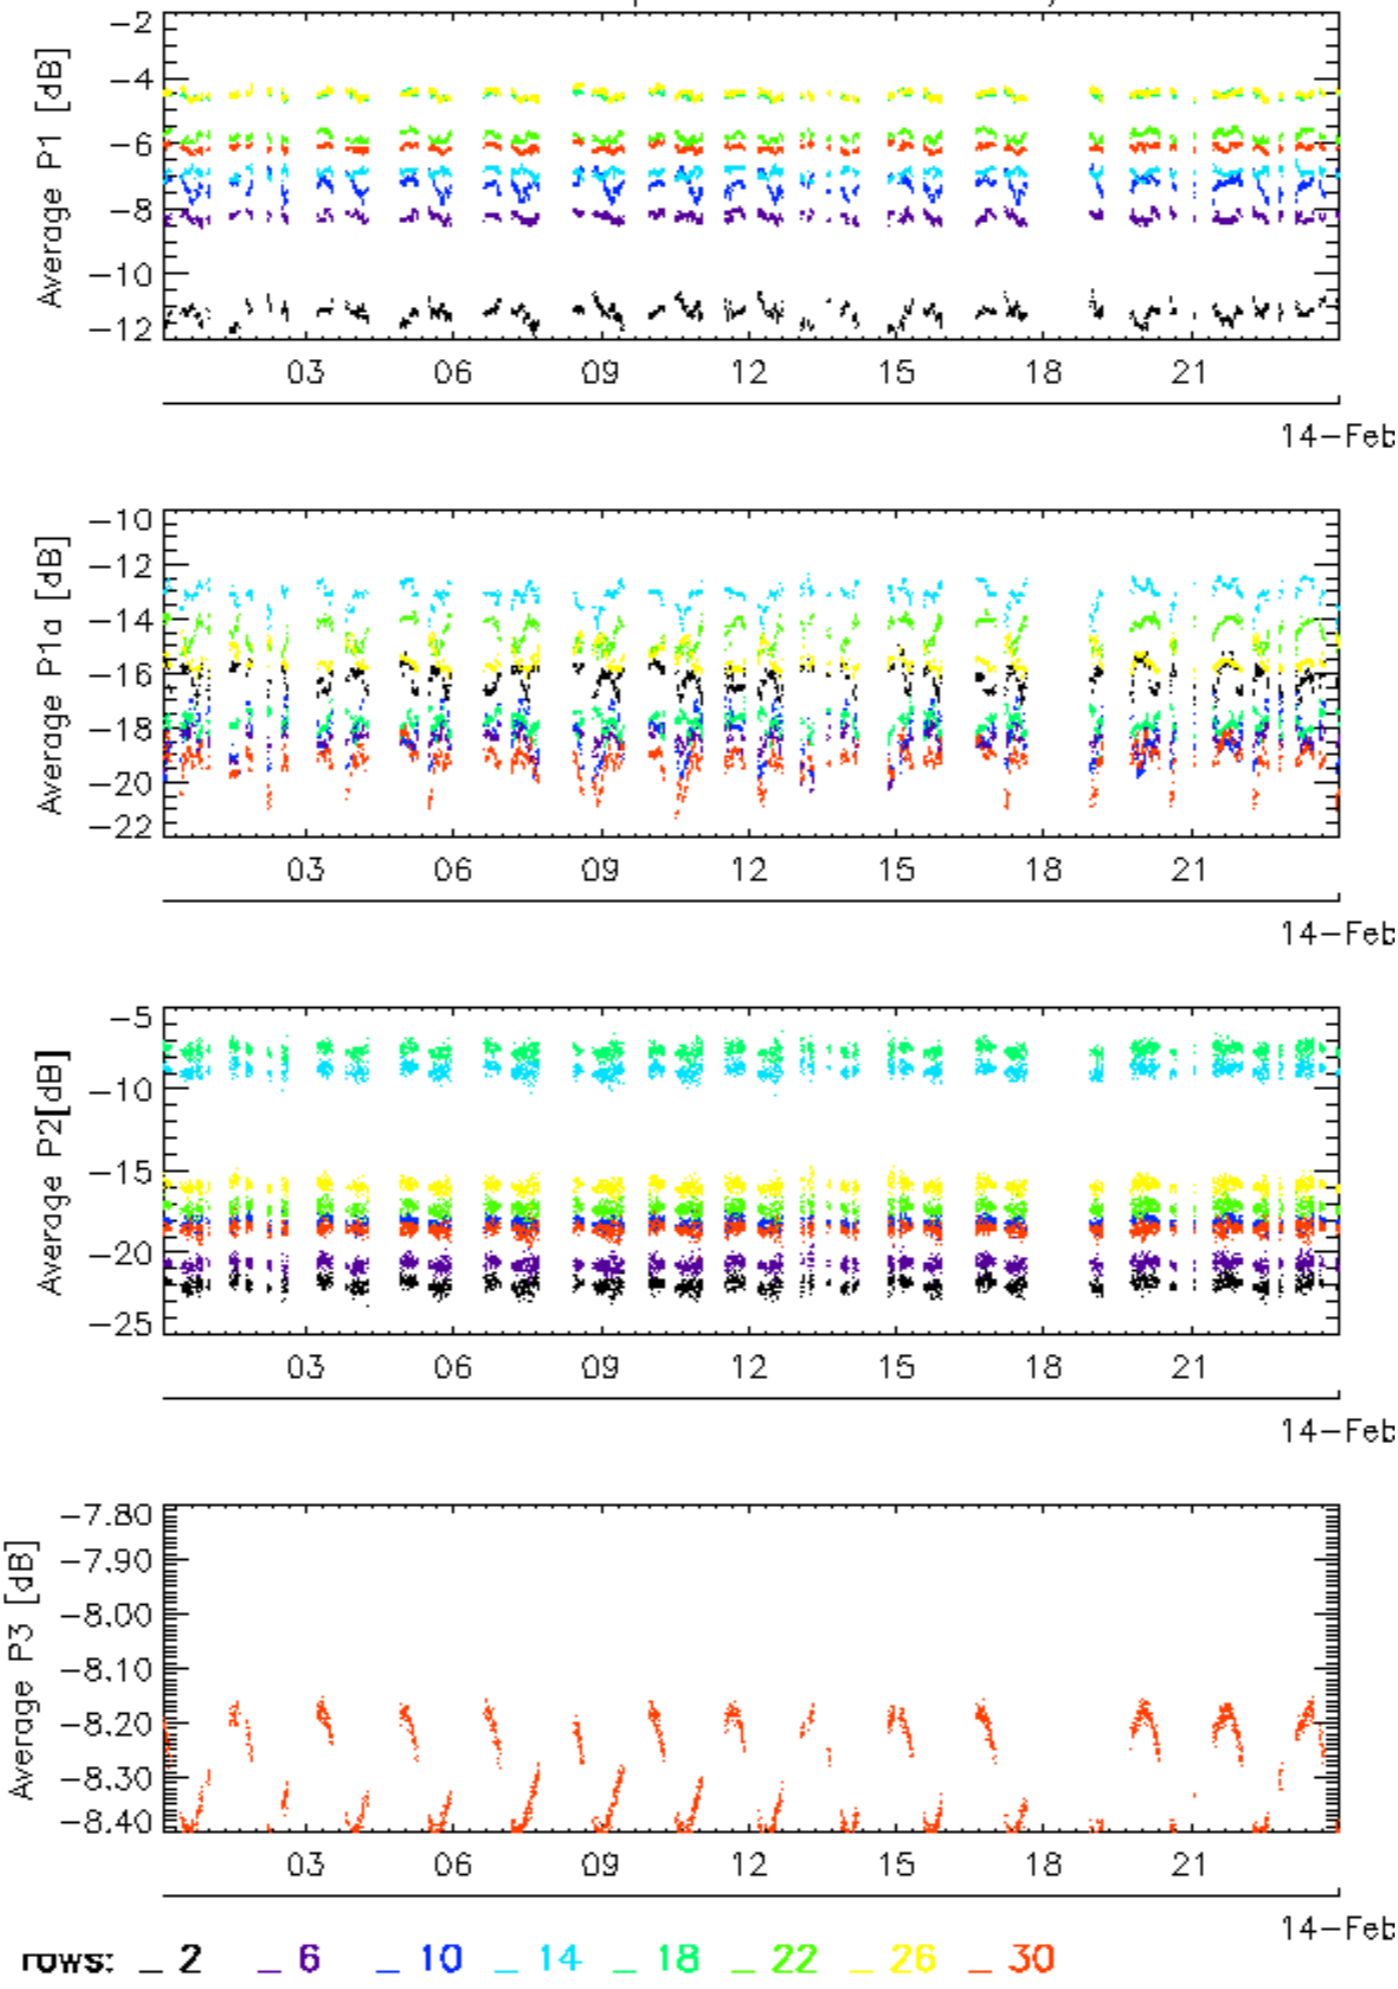 -2
-4
-6
-8
-10
-12
Average P1 [dB]
03 06 09 12 15 18 21
14-Feb
-10
-12
-14
-16
-18
-20
-22
Average P1a [dB]
03 06 09 12 15 18 21
14-Feb
-5
-10
-15
-20
-25
Average P2[dB]
03 06 09 12 15 18 21
14-Feb
-7.80
-7.90
-8.00
-8.10
-8.20
-8.30
-8.40
Average P3 [dB]
03 06 09 12 15 18 21
14-Feb
rows: _ 2 _ 6 _ 10 _ 14 _ 18 _ 22 _ 26 _ 30